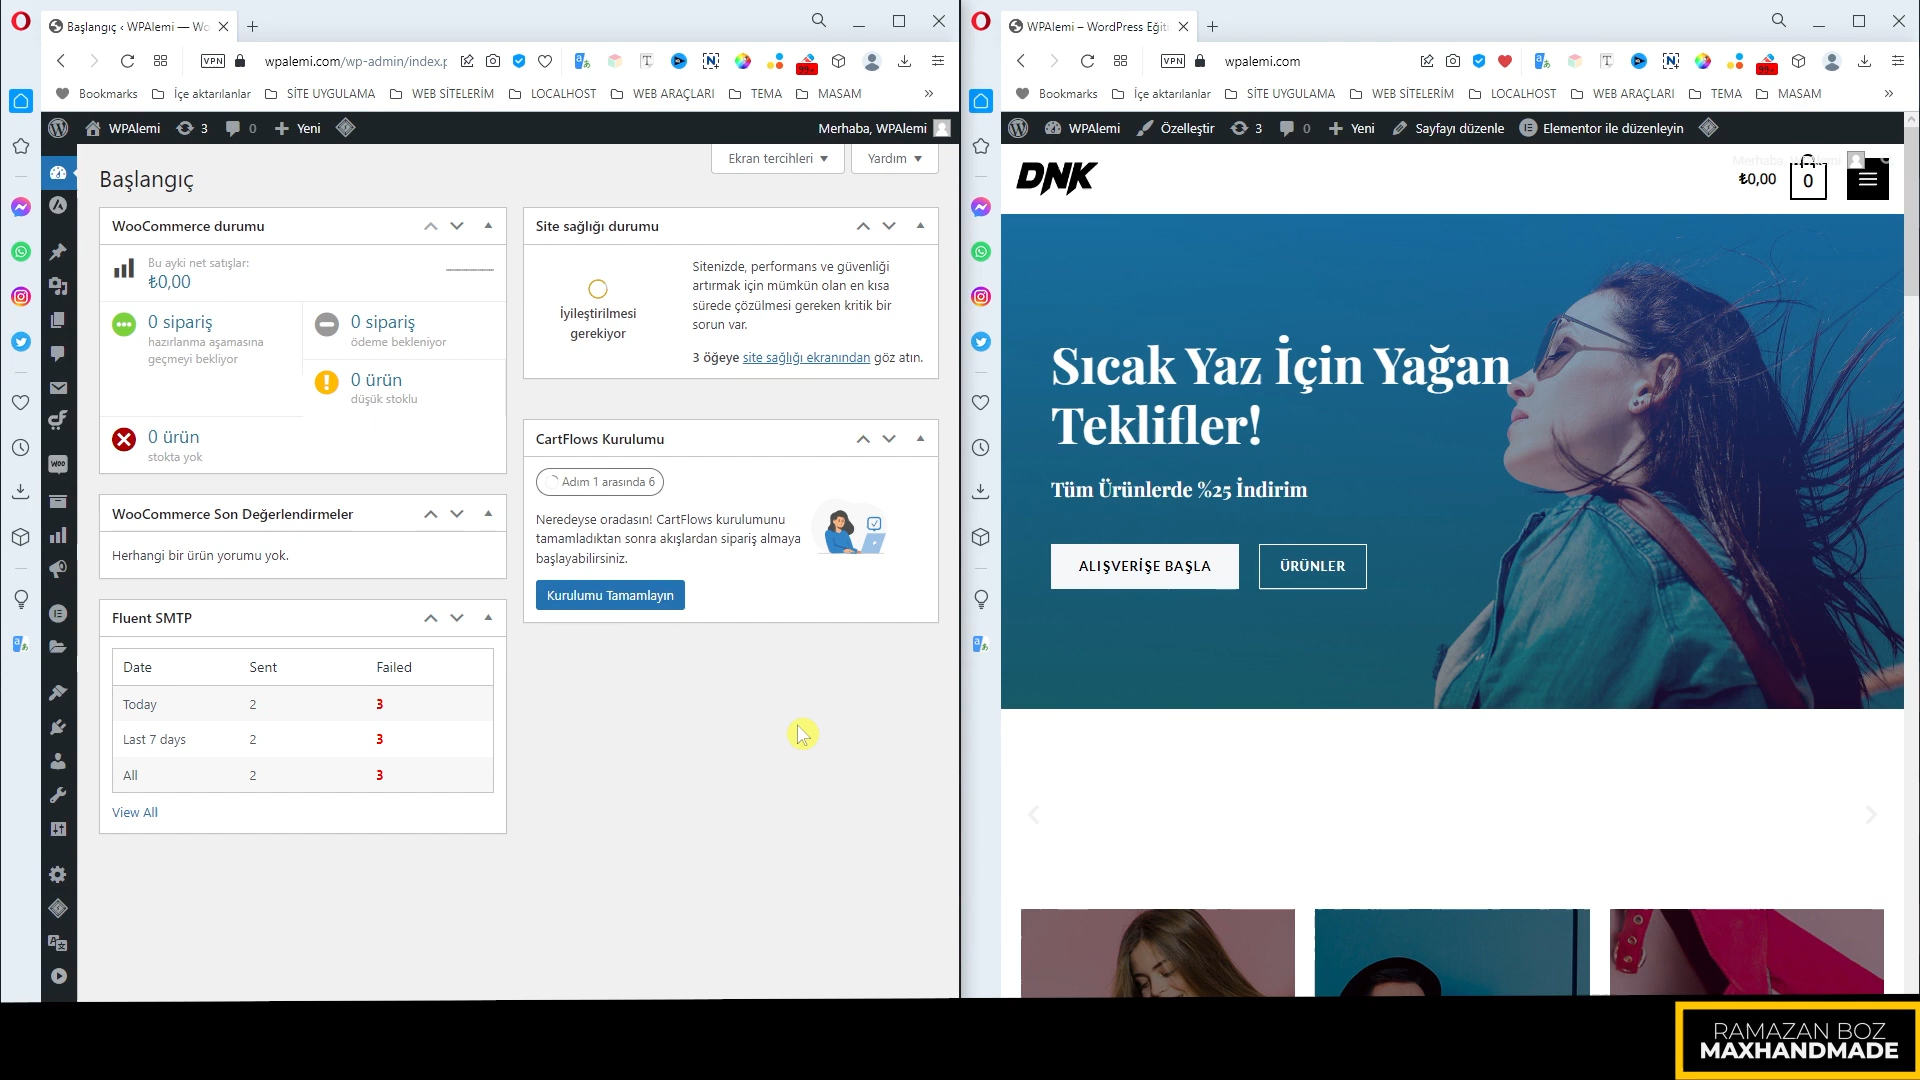 Başlangıç ‹ WPAlemi — Wo
VPN
wpalemi.com/wp-admin/index.p
99+
Bookmarks
İçe aktarılanlar
SİTE UYGULAMA
WEB SİTELERİM
LOCALHOST
WEB ARAÇLARI
TEMA
MASAM
WPAlemi
3
0
Yeni
Merhaba, WPAlemi
Ekran tercihleri
Yardım
Başlangıç
WooCommerce durumu
Bu ayki net satışlar:
₺0,00
0 sipariş
hazırlanma aşamasına
geçmeyi bekliyor
0 sipariş
ödeme bekleniyor
0 ürün
düşük stoklu
0 ürün
stokta yok
WooCommerce Son Değerlendirmeler
Herhangi bir ürün yorumu yok.
Fluent SMTP
Date Sent Failed
Today 2 3
Last 7 days 2 3
All 2 3
View All
Site sağlığı durumu
İyileştirilmesi
gerekiyor
Sitenizde, performans ve güvenliği
artırmak için mümkün olan en kısa
sürede çözülmesi gereken kritik bir
sorun var.
3 öğeye site sağlığı ekranından göz atın.
CartFlows Kurulumu
Adım 1 arasında 6
Neredeyse oradasın! CartFlows kurulumunu
tamamladıktan sonra akışlardan sipariş almaya
başlayabilirsiniz.
Kurulumu Tamamlayın
WOO
WPAlemi – WordPress Eğiti
VPN
wpalemi.com
99+
Bookmarks
İçe aktarılanlar
SİTE UYGULAMA
WEB SİTELERİM
LOCALHOST
WEB ARAÇLARI
TEMA
MASAM
WPAlemi
Özelleştir
3
0
Yeni
Sayfayı düzenle
Elementor ile düzenleyin
DNK
₺0,00
0
Sıcak Yaz İçin Yağan
Teklifler!
Tüm Ürünlerde %25 İndirim
ALIŞVERİŞE BAŞLA
ÜRÜNLER
RAMAZAN BOZ
MAXHANDMADE